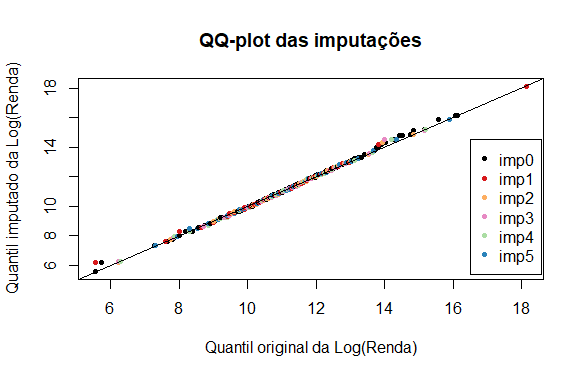 QQ-plot das imputações
Quantil imputado da Log(Renda)
18
14
10
8
6
imp0
imp1
imp2
imp3
imp4
imp5
6 8 10 12 14 16 18
Quantil original da Log(Renda)